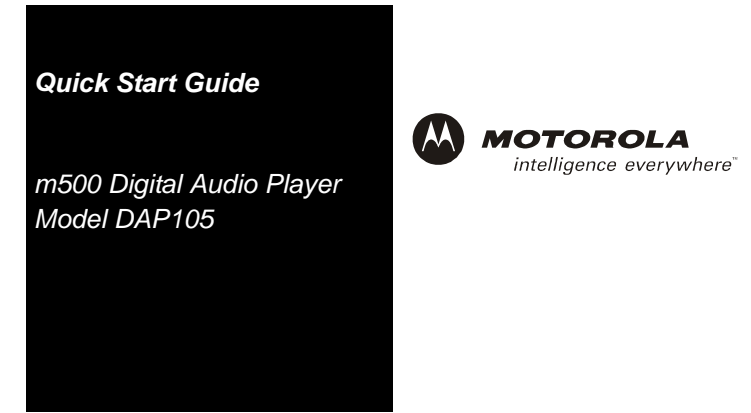 Quick Start Guide
m500 Digital Audio Player
Model DAP105
MOTOROLA
intelligence everywhere™